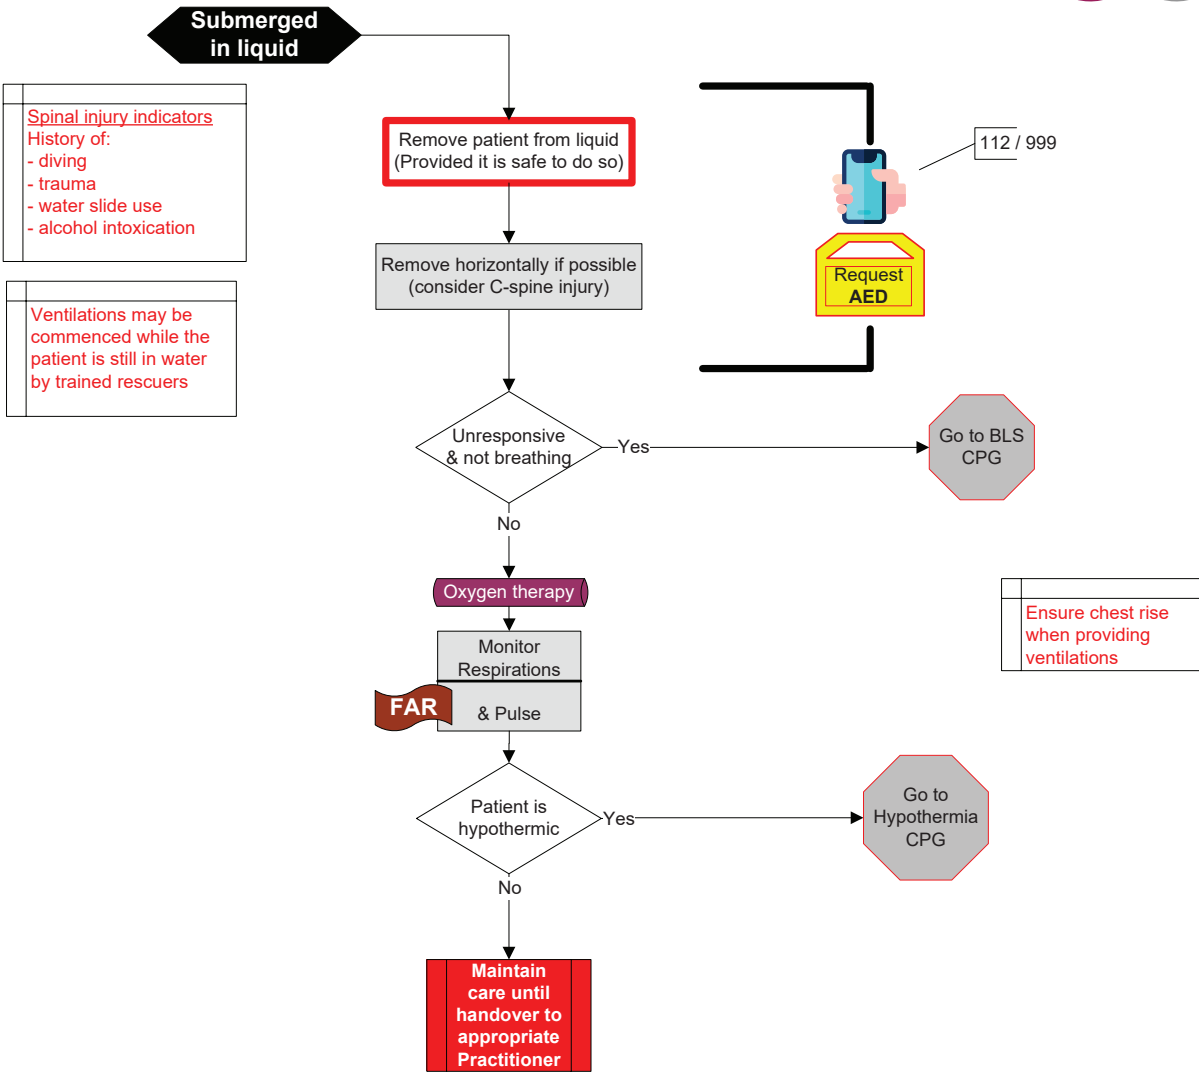 Submerged
in liquid
Spinal injury indicators
History of:
- diving
- trauma
- water slide use
- alcohol intoxication
Remove patient from liquid
(Provided it is safe to do so)
112 / 999
Remove horizontally if possible
(consider C-spine injury)
Request
AED
Ventilations may be
commenced while the
patient is still in water
by trained rescuers
Unresponsive
& not breathing
Yes
Go to BLS
CPG
No
Oxygen therapy
Ensure chest rise
when providing
ventilations
Monitor
Respirations
FAR
& Pulse
Patient is
hypothermic
Yes
Go to
Hypothermia
CPG
No
Maintain
care until
handover to
appropriate
Practitioner